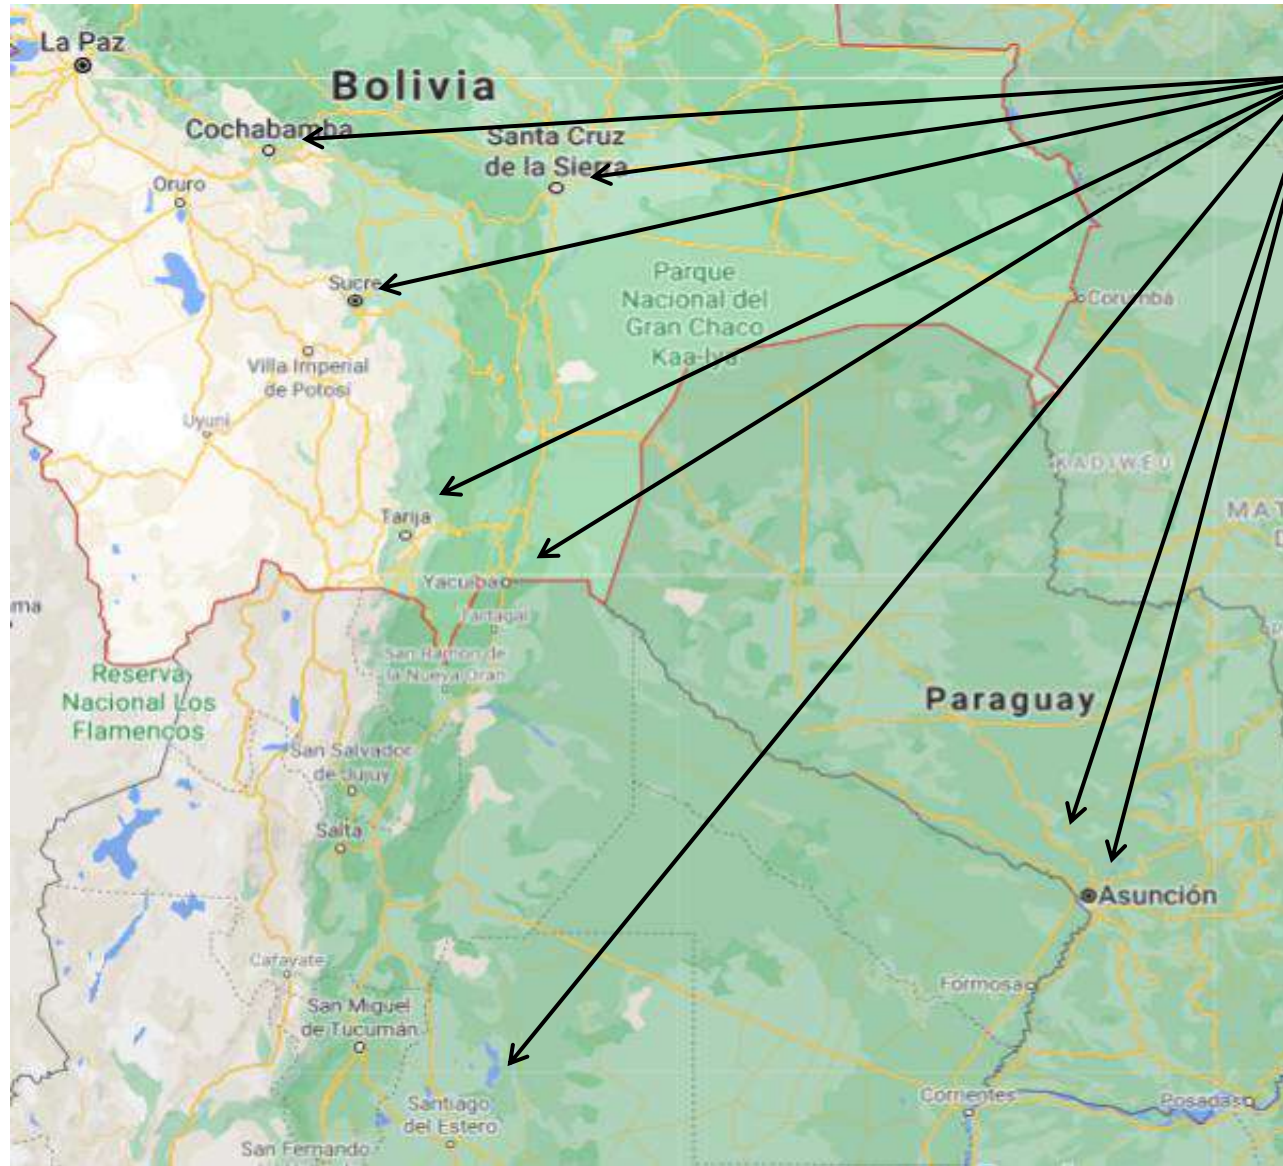 La Paz
Bolivia
Cochabamba
Santa Cruz
de la Sierra
Oruro
Sucre
Parque
Nacional del
Gran Chaco
Kaa-Iya
Corumbá
Villa Imperial
de Potosí
Uyuni
KADIWÉU
Tarija
Yacuiba
Tartagal
San Ramón de
la Nueva Orán
Reserva
Nacional Los
Flamencos
Paraguay
San Salvador
de Jujuy
Salta
Asunción
Cafayate
Formosa
San Miguel
de Tucumán
Santiago
del Estero
Corrientes
Posadas
San Fernando